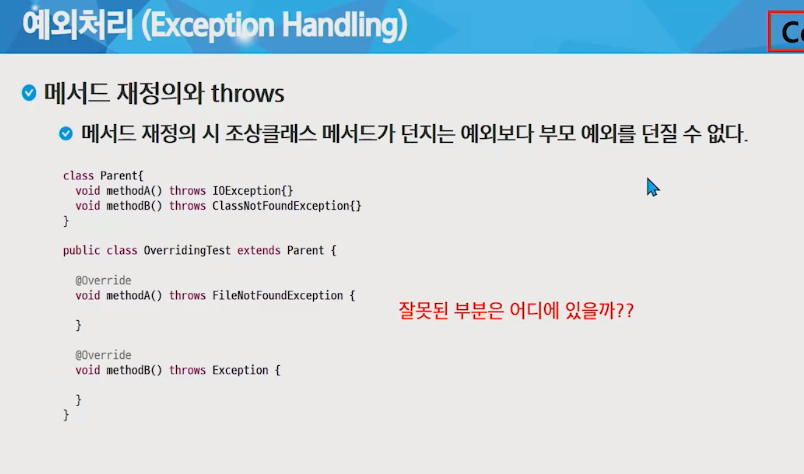 예외처리 (Exception Handling)
메서드 재정의와 throws
메서드 재정의 시 조상클래스 메서드가 던지는 예외보다 부모 예외를 던질 수 없다.
class Parent{
void methodA() throws IOException{}
void methodB() throws ClassNotFoundException{}
}
public class OverridingTest extends Parent {
@Override
void methodA() throws FileNotFoundException {
}
잘못된 부분은 어디에 있을까??
@Override
void methodB() throws Exception {
}
}